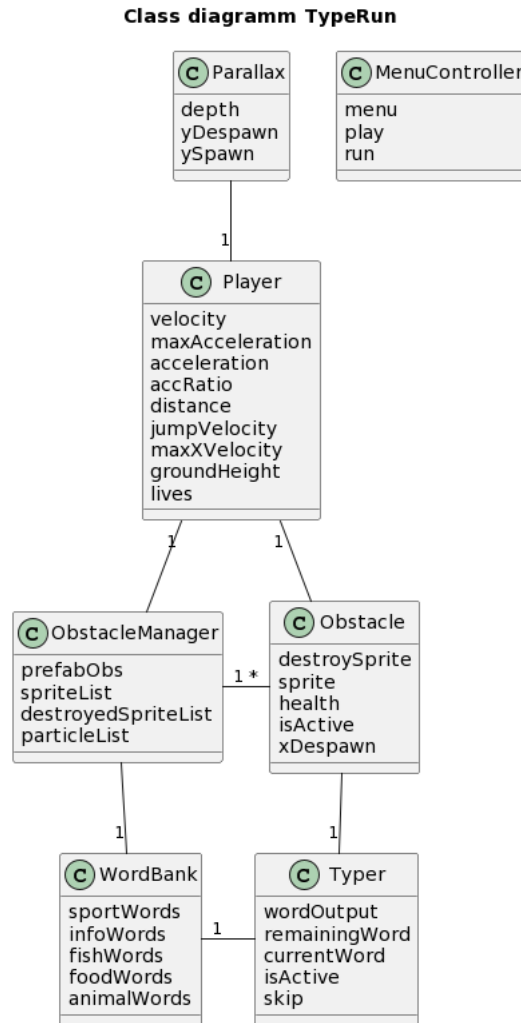 Class diagramm TypeRun
C Parallax
depth
yDespawn
ySpawn
C MenuController
menu
play
run
1
C Player
velocity
maxAcceleration
acceleration
accRatio
distance
jumpVelocity
maxXVelocity
groundHeight
lives
1
1
C ObstacleManager
prefabObs
spriteList
destroyedSpriteList
particleList
1 *
C Obstacle
destroySprite
sprite
health
isActive
xDespawn
1
1
C WordBank
sportWords
infoWords
fishWords
foodWords
animalWords
1
C Typer
wordOutput
remainingWord
currentWord
isActive
skip